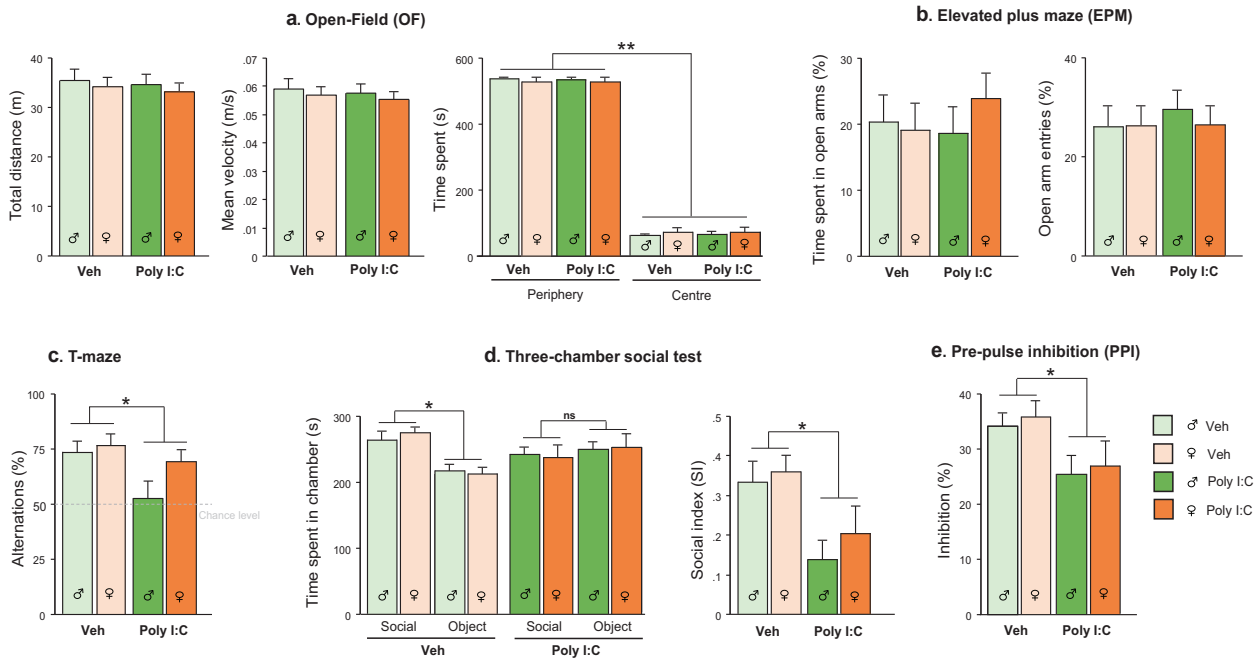 a. Open-Field (OF)
b. Elevated plus maze (EPM)
Total distance (m)
40
30
20
10
0
♂ ♀ ♂ ♀
Veh Poly I:C
Mean velocity (m/s)
.07
.06
.05
.04
.03
.02
.01
.00
♂ ♀ ♂ ♀
Veh Poly I:C
Time spent (s)
600
400
200
0
**
♂ ♀ ♂ ♀ ♂ ♀ ♂ ♀
Veh Poly I:C Veh Poly I:C
Periphery Centre
Time spent in open arms (%)
30
20
10
0
♂ ♀ ♂ ♀
Veh Poly I:C
Open arm entries (%)
40
20
0
♂ ♀ ♂ ♀
Veh Poly I:C
c. T-maze
Alternations (%)
100
75
50
25
0
*
Chance level
♂ ♀ ♂ ♀
Veh Poly I:C
d. Three-chamber social test
Time spent in chamber (s)
300
200
100
0
* ns
♂ ♀ ♂ ♀ ♂ ♀ ♂ ♀
Social Object Social Object
Veh Poly I:C
Social index (SI)
.5
.4
.3
.2
.1
0
*
♂ ♀ ♂ ♀
Veh Poly I:C
e. Pre-pulse inhibition (PPI)
Inhibition (%)
40
30
20
10
0
*
♂ ♀ ♂ ♀
Veh Poly I:C
♂ Veh
♀ Veh
♂ Poly I:C
♀ Poly I:C